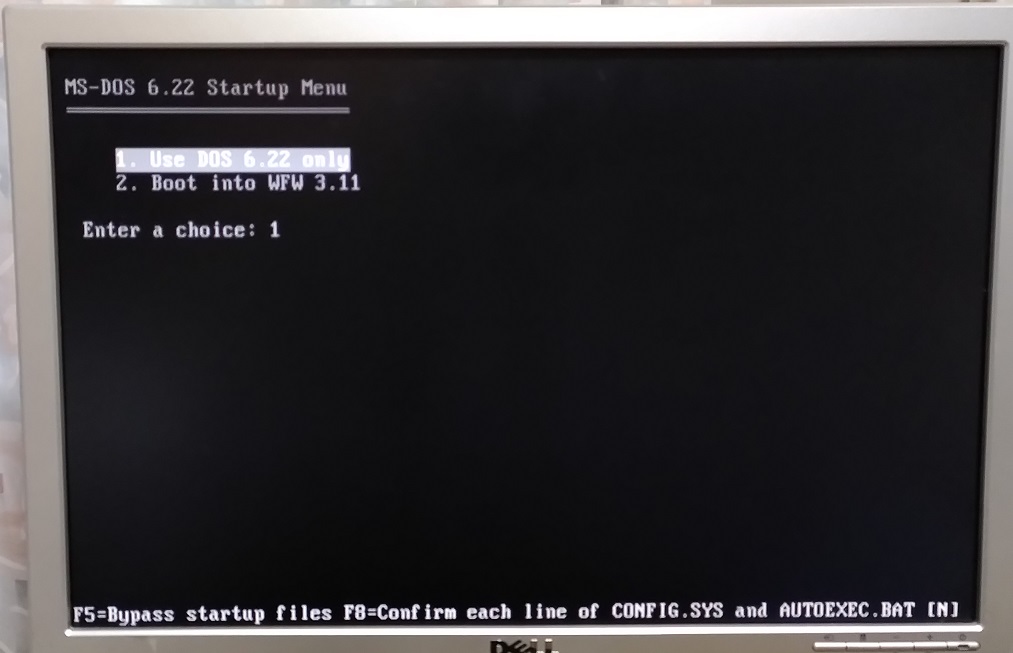 MS-DOS 6.22 Startup Menu
1. Use DOS 6.22 only
2. Boot into WFW 3.11
Enter a choice: 1
F5=Bypass startup files F8=Confirm each line of CONFIG.SYS and AUTOEXEC.BAT [N]
DELL